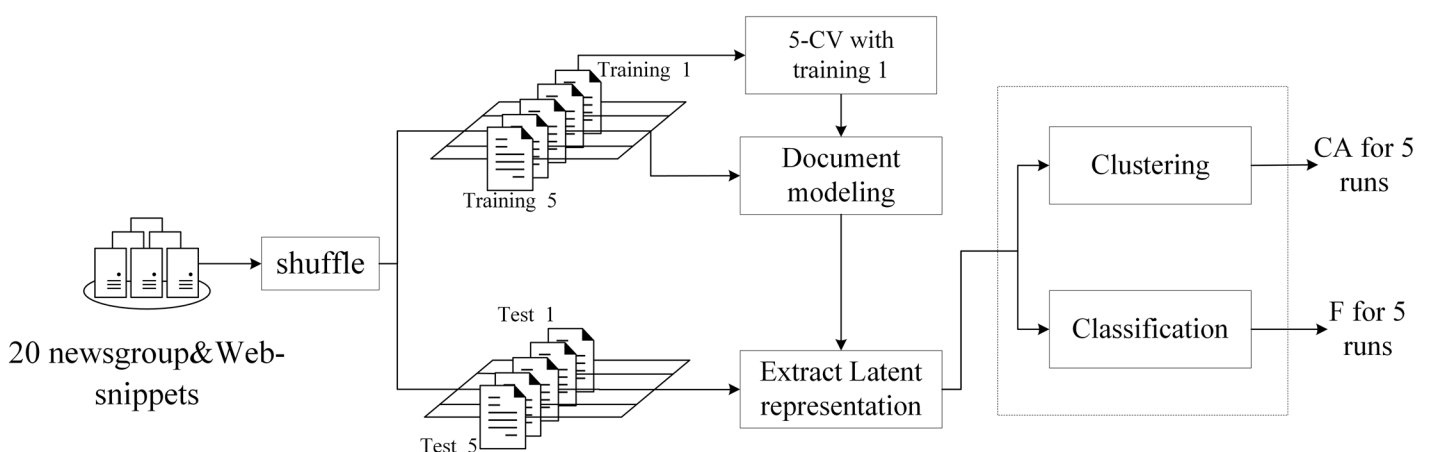 20 newsgroup&Web-
snippets
shuffle
Training 1
Training 5
Test 1
Test 5
5-CV with
training 1
Document
modeling
Extract Latent
representation
Clustering
Classification
CA for 5
runs
F for 5
runs